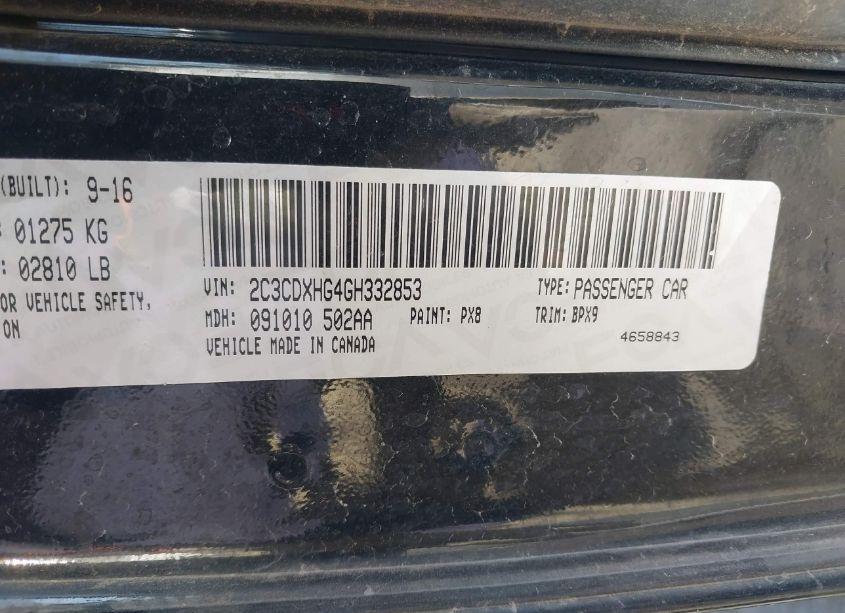 (BUILT): 9-16
: 01275 KG
: 02810 LB
OR VEHICLE SAFETY,
ON
VIN: 2C3CDXHG4GH332853 TYPE: PASSENGER CAR
MDH: 091010 502AA PAINT: PX8 TRIM: BPX9
VEHICLE MADE IN CANADA 4658843